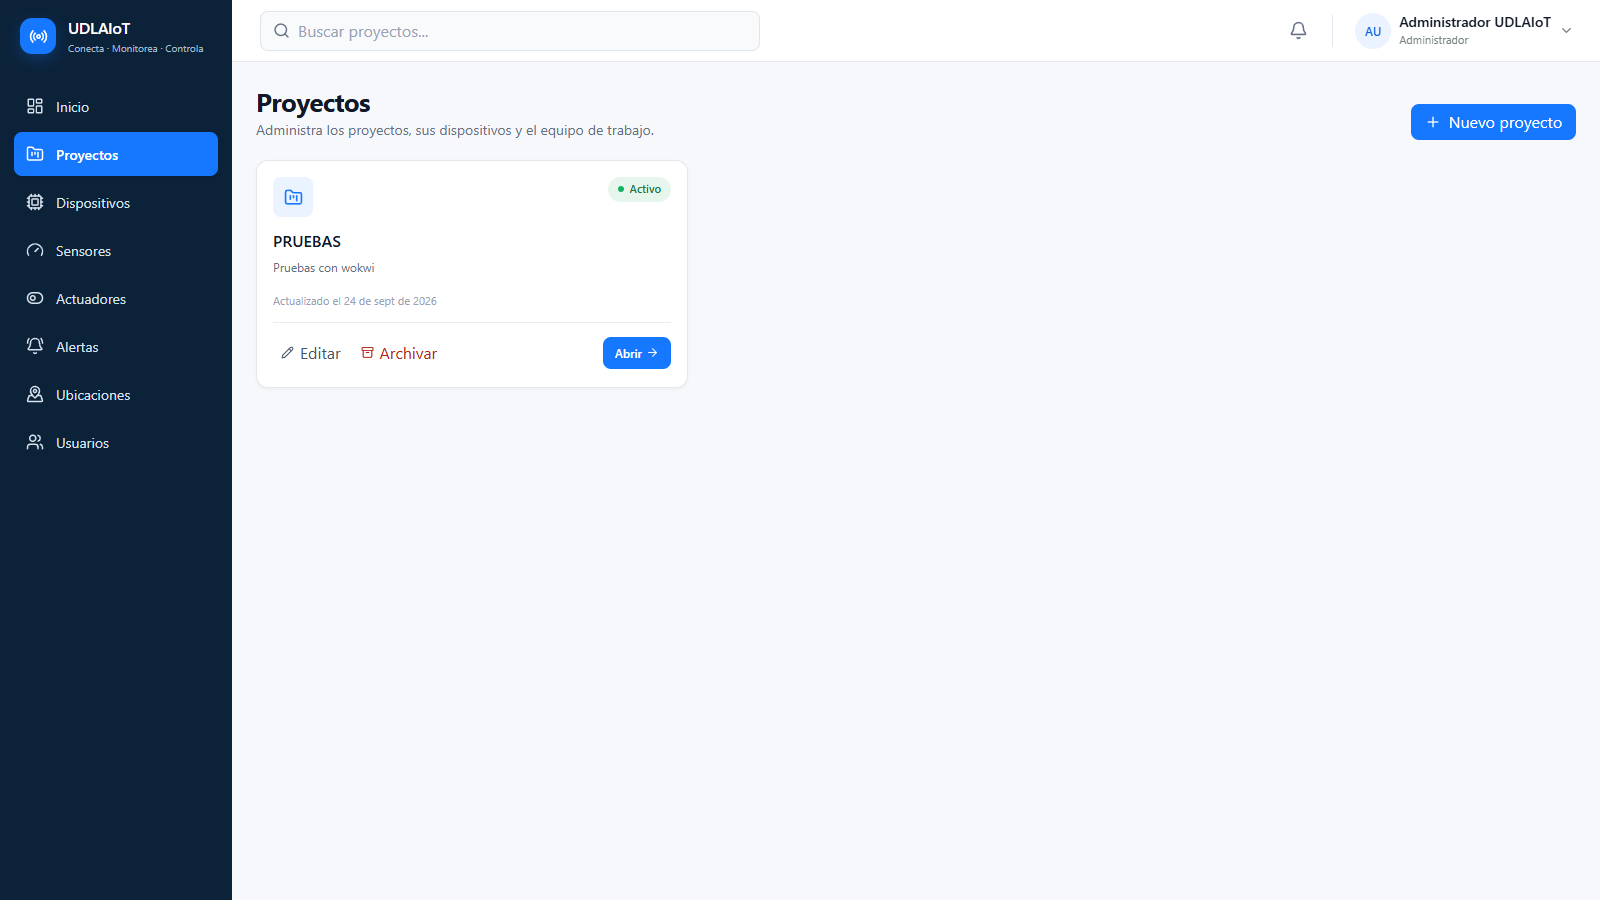 UDLAIoT
Conecta · Monitorea · Controla
Inicio
Proyectos
Dispositivos
Sensores
Actuadores
Alertas
Ubicaciones
Usuarios
Buscar proyectos...
AU
Administrador UDLAIoT
Administrador
Proyectos
Administra los proyectos, sus dispositivos y el equipo de trabajo.
+ Nuevo proyecto
Activo
PRUEBAS
Pruebas con wokwi
Actualizado el 24 de sept de 2026
Editar
Archivar
Abrir →